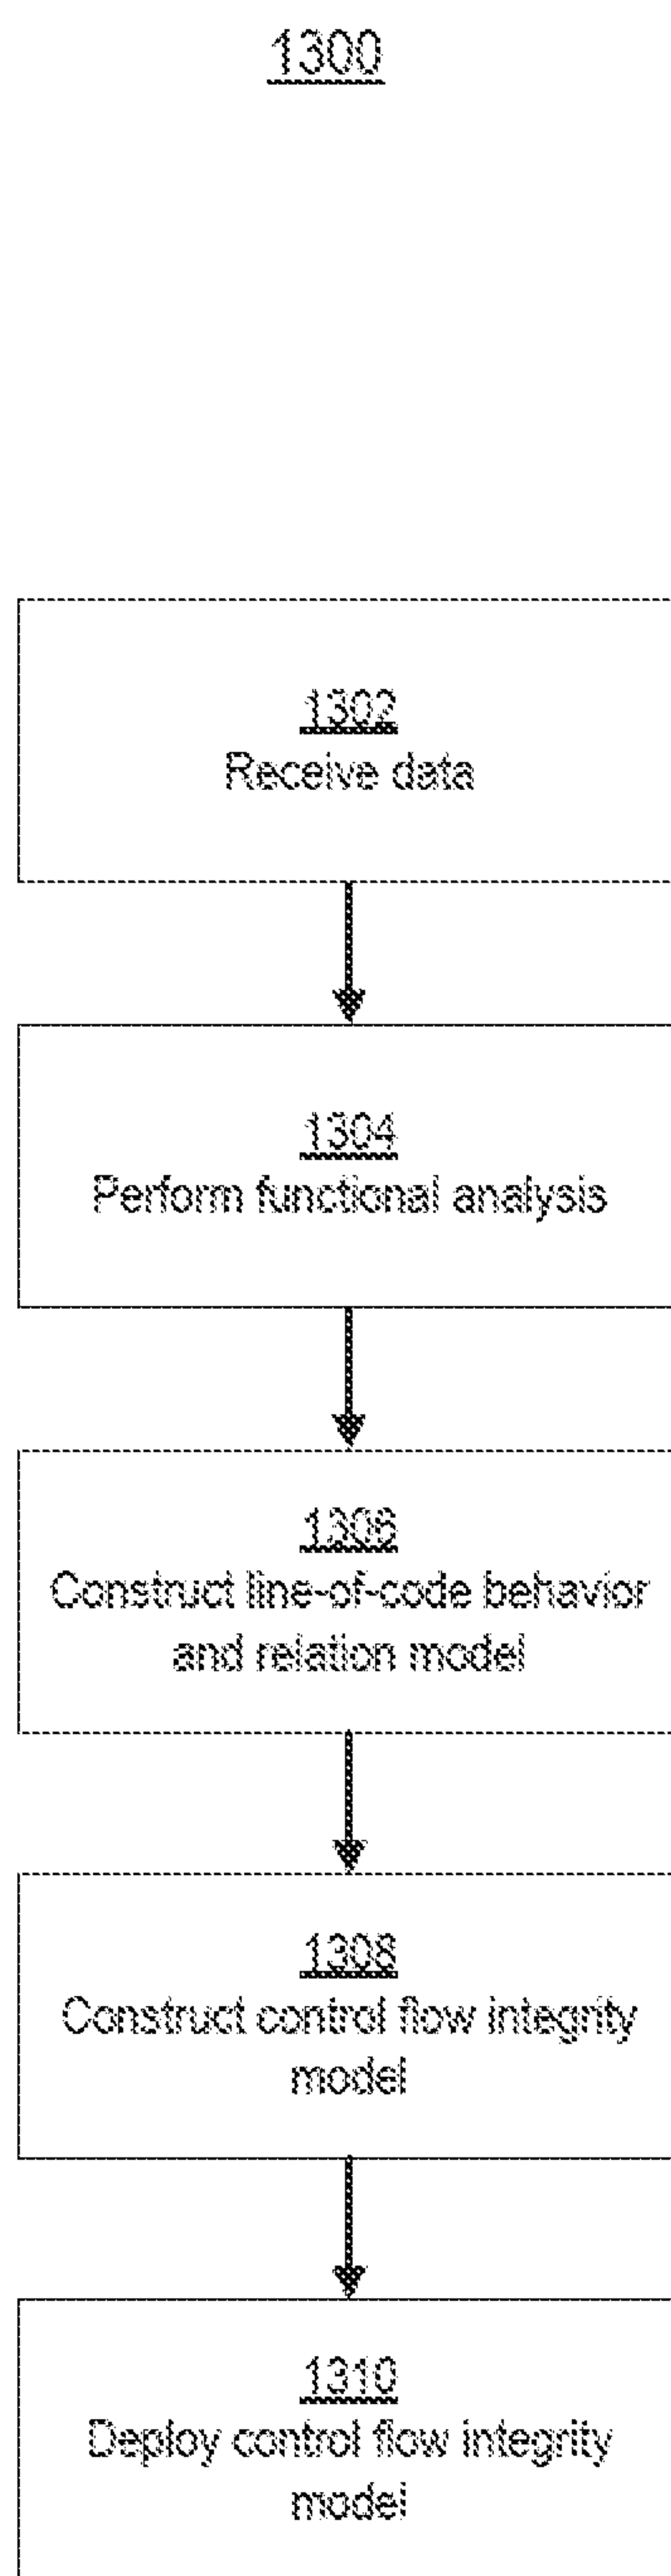 1300
1302
Receive data
1304
Perform functional analysis
1306
Construct line-of-code behavior
and relation model
1308
Construct control flow integrity
model
1310
Deploy control flow integrity
model